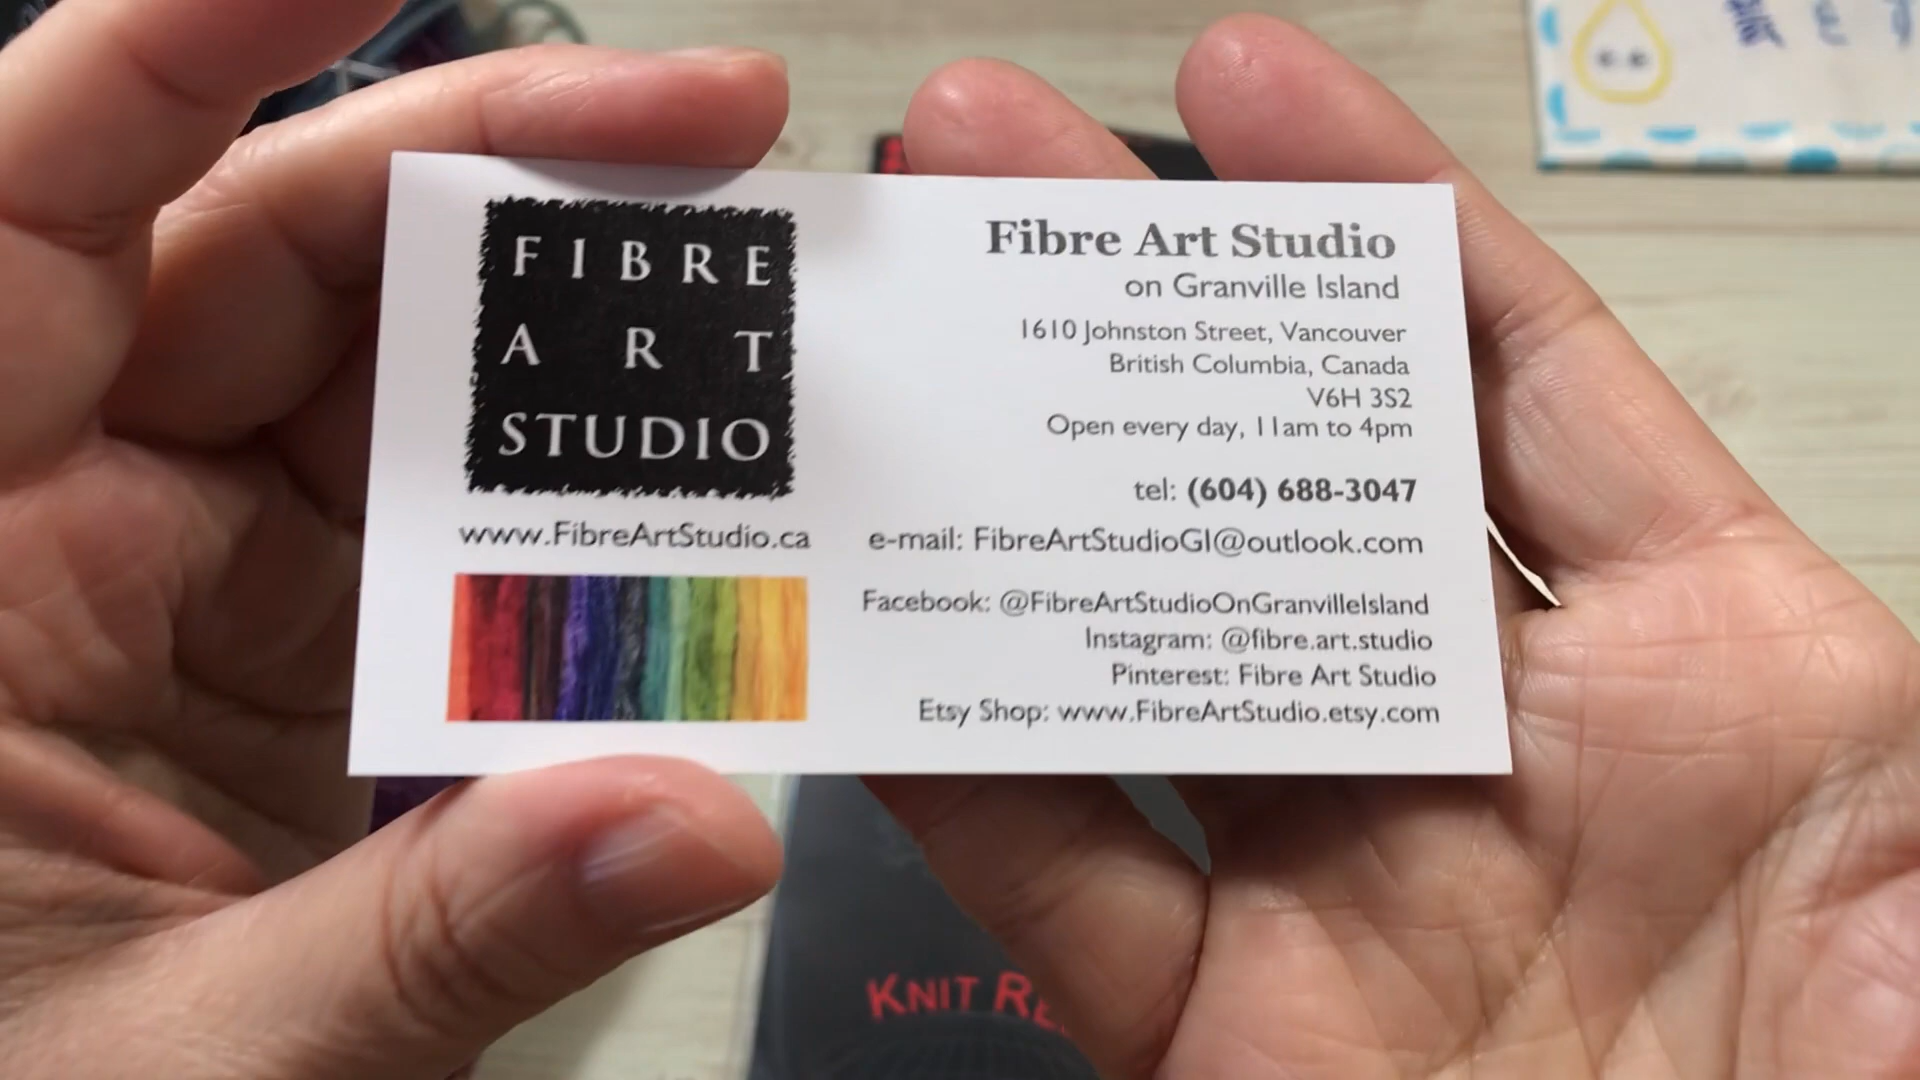 FIBRE
ART
STUDIO
www.FibreArtStudio.ca
Fibre Art Studio
on Granville Island
1610 Johnston Street, Vancouver
British Columbia, Canada
V6H 3S2
Open every day, 11am to 4pm
tel: (604) 688-3047
e-mail: FibreArtStudioGI@outlook.com
Facebook: @FibreArtStudioOnGranvilleIsland
Instagram: @fibre.art.studio
Pinterest: Fibre Art Studio
Etsy Shop: www.FibreArtStudio.etsy.com
KNIT